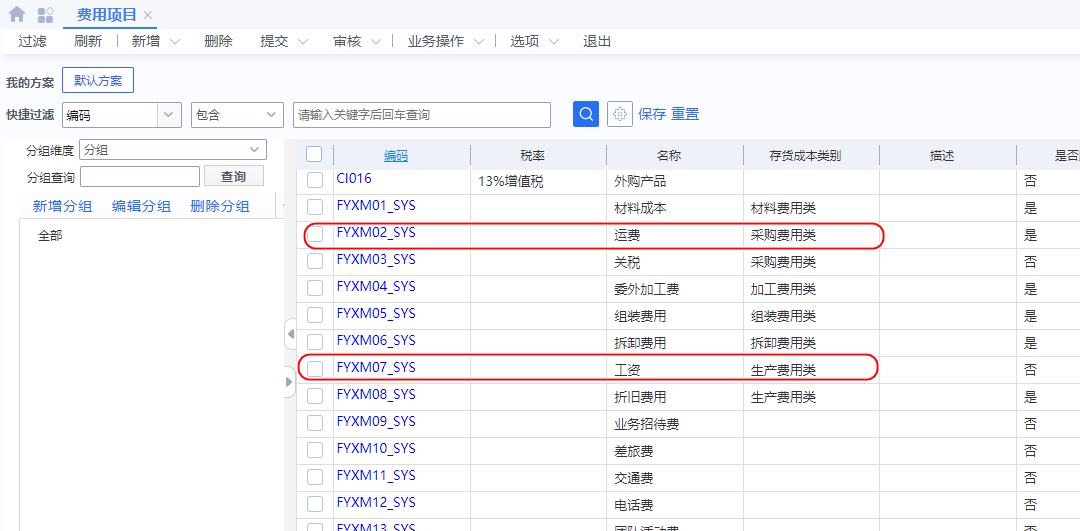 费用项目
过滤 刷新 新增 删除 提交 审核 业务操作 选项 退出
我的方案 默认方案
快捷过滤 编码 包含 请输入关键字后回车查询 保存 重置
分组维度 分组
分组查询 查询
新增分组 编辑分组 删除分组
全部
编码 税率 名称 存货成本类别 描述
CI016 13%增值税 外购产品 否
FYXM01_SYS 材料成本 材料费用类 是
FYXM02_SYS 运费 采购费用类 是
FYXM03_SYS 关税 采购费用类 否
FYXM04_SYS 委外加工费 加工费用类 是
FYXM05_SYS 组装费用 组装费用类 是
FYXM06_SYS 拆卸费用 拆卸费用类 是
FYXM07_SYS 工资 生产费用类 否
FYXM08_SYS 折旧费用 生产费用类 是
FYXM09_SYS 业务招待费 否
FYXM10_SYS 差旅费 否
FYXM11_SYS 交通费 否
FYXM12_SYS 电话费 否
FYXM13_SYS 团队活动费